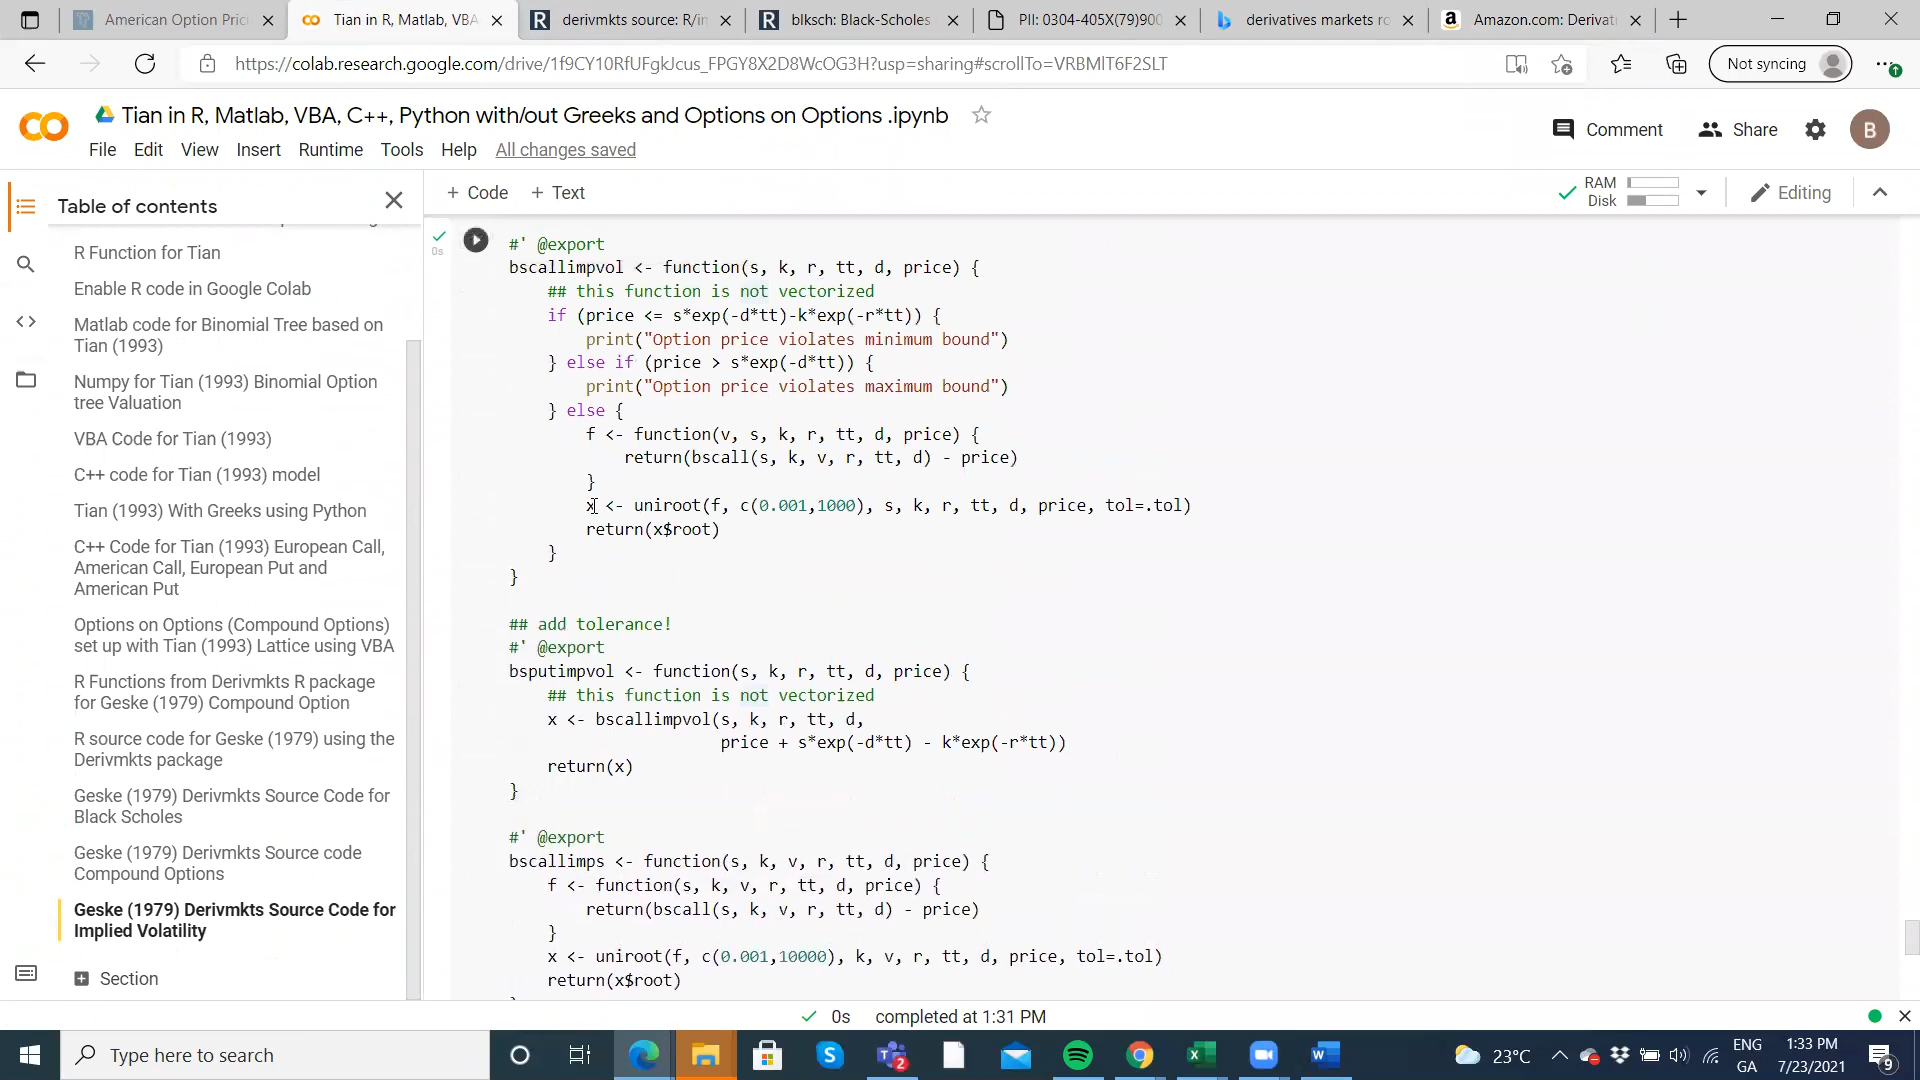 American Option Pric
Tian in R, Matlab, VBA
derivmkts source: R/im
blksch: Black-Scholes
PII: 0304-405X(79)900
derivatives markets ro
Amazon.com: Derivati
https://colab.research.google.com/drive/1f9CY10RfUFgkJcus_FPGY8X2D8WcOG3H?usp=sharing#scrollTo=VRBMlT6F2SLT
Not syncing
Tian in R, Matlab, VBA, C++, Python with/out Greeks and Options on Options .ipynb
Comment
Share
B
File Edit View Insert Runtime Tools Help All changes saved
Table of contents
+ Code + Text
RAM
Disk
Editing
R Function for Tian
Enable R code in Google Colab
Matlab code for Binomial Tree based on
Tian (1993)
Numpy for Tian (1993) Binomial Option
tree Valuation
VBA Code for Tian (1993)
C++ code for Tian (1993) model
Tian (1993) With Greeks using Python
C++ Code for Tian (1993) European Call,
American Call, European Put and
American Put
Options on Options (Compound Options)
set up with Tian (1993) Lattice using VBA
R Functions from Derivmkts R package
for Geske (1979) Compound Option
R source code for Geske (1979) using the
Derivmkts package
Geske (1979) Derivmkts Source Code for
Black Scholes
Geske (1979) Derivmkts Source code
Compound Options
Geske (1979) Derivmkts Source Code for
Implied Volatility
Section
0s
#' @export
bscallimpvol <- function(s, k, r, tt, d, price) {
## this function is not vectorized
if (price <= s*exp(-d*tt)-k*exp(-r*tt)) {
print("Option price violates minimum bound")
} else if (price > s*exp(-d*tt)) {
print("Option price violates maximum bound")
} else {
f <- function(v, s, k, r, tt, d, price) {
return(bscall(s, k, v, r, tt, d) - price)
}
x <- uniroot(f, c(0.001,1000), s, k, r, tt, d, price, tol=.tol)
return(x$root)
}
}
## add tolerance!
#' @export
bsputimpvol <- function(s, k, r, tt, d, price) {
## this function is not vectorized
x <- bscallimpvol(s, k, r, tt, d,
price + s*exp(-d*tt) - k*exp(-r*tt))
return(x)
}
#' @export
bscallimps <- function(s, k, v, r, tt, d, price) {
f <- function(s, k, v, r, tt, d, price) {
return(bscall(s, k, v, r, tt, d) - price)
}
x <- uniroot(f, c(0.001,10000), k, v, r, tt, d, price, tol=.tol)
return(x$root)
0s completed at 1:31 PM
Type here to search
2
23°C
ENG
GA
1:33 PM
7/23/2021
9